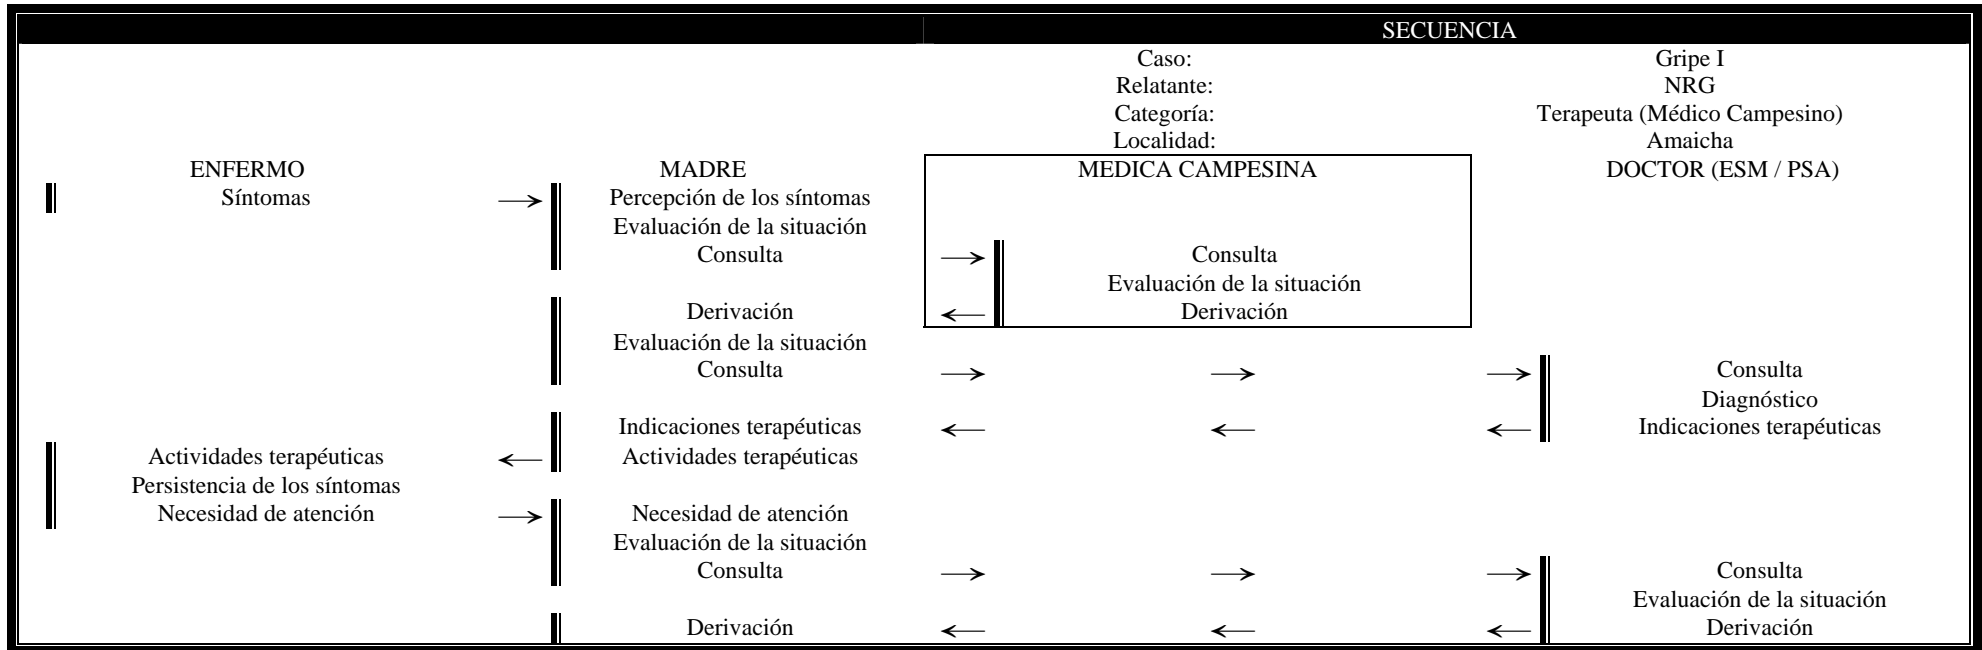 SECUENCIA
Caso: Gripe I
Relatante: NRG
Categoría: Terapeuta (Médico Campesino)
Localidad: Amaicha
ENFERMO MADRE MEDICA CAMPESINA DOCTOR (ESM / PSA)
Síntomas → Percepción de los síntomas
Evaluación de la situación
Consulta → Consulta
Evaluación de la situación
Derivación ← Derivación
Evaluación de la situación
Consulta → → → Consulta
Diagnóstico
Indicaciones terapéuticas ← ← ← Indicaciones terapéuticas
Actividades terapéuticas ← Actividades terapéuticas
Persistencia de los síntomas
Necesidad de atención → Necesidad de atención
Evaluación de la situación
Consulta → → → Consulta
Evaluación de la situación
Derivación ← ← ← Derivación